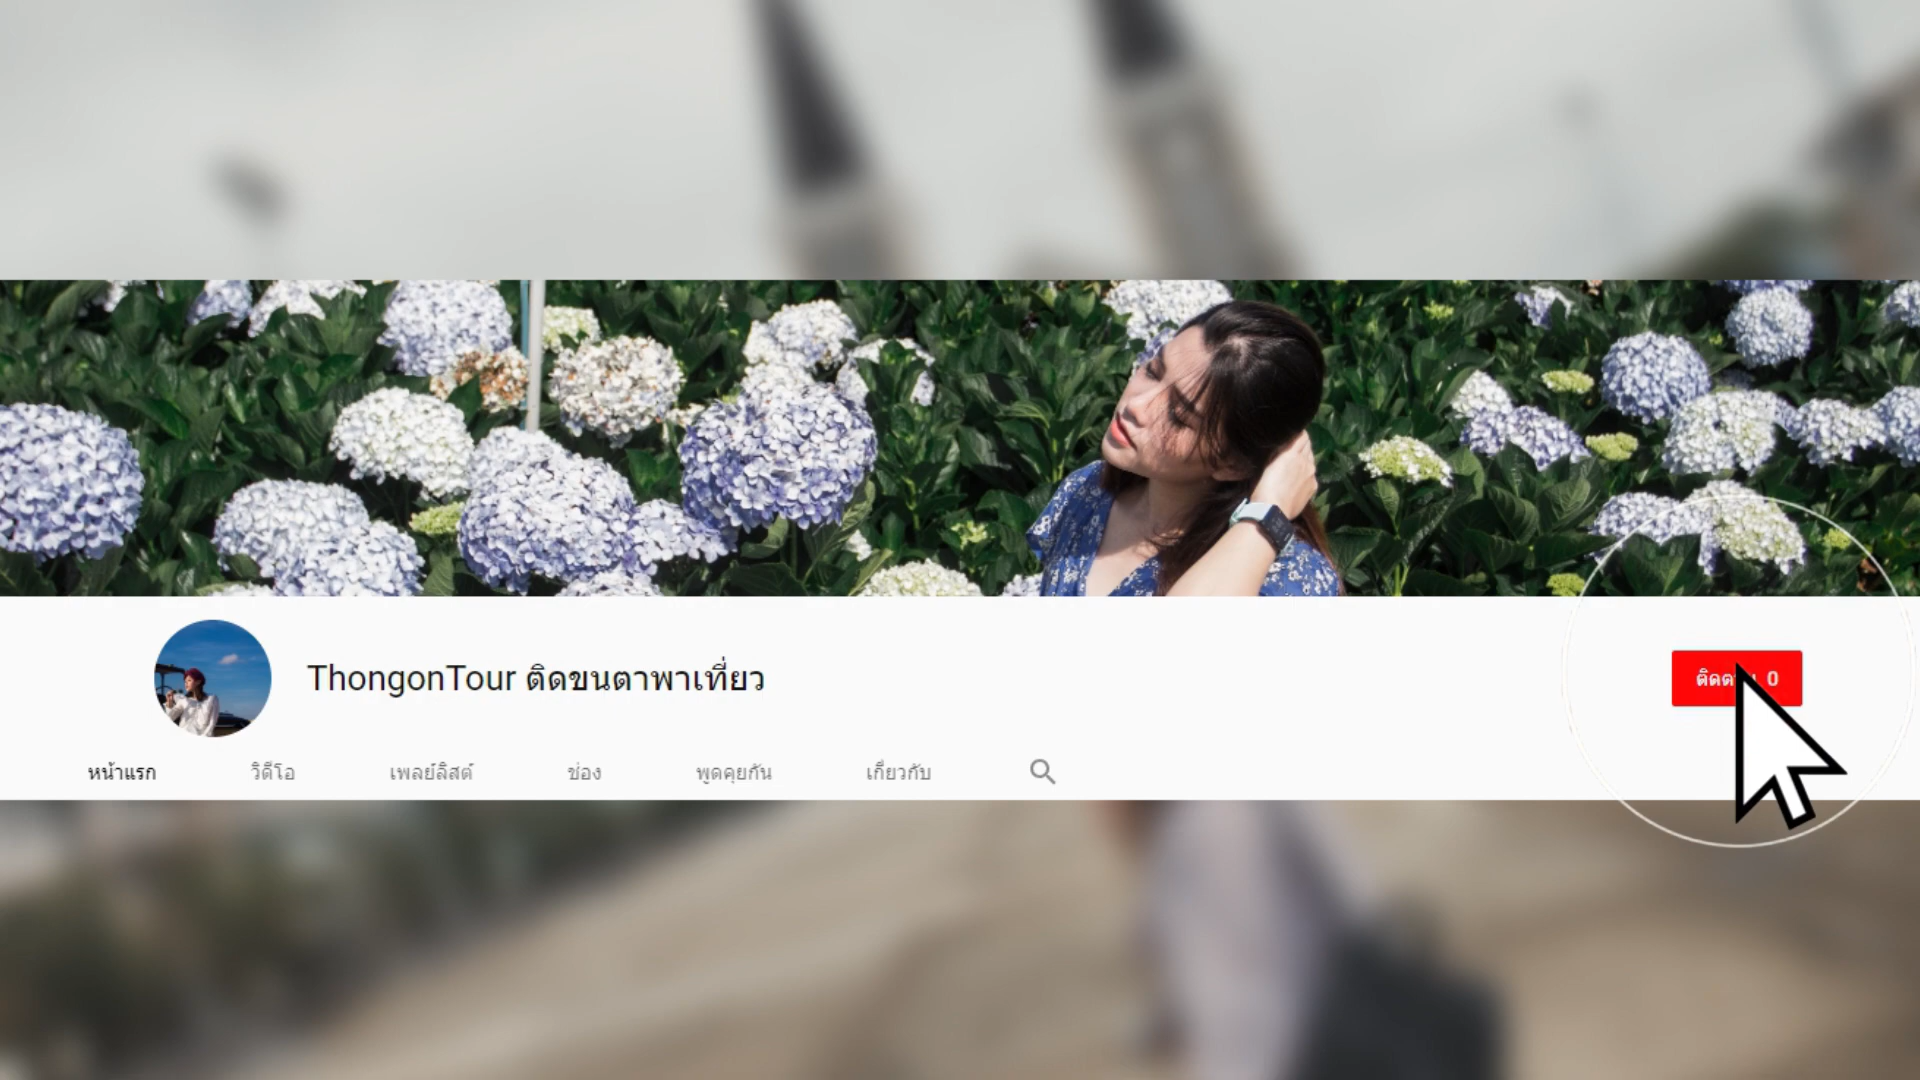 ThongonTour ติดขนตาพาเที่ยว
0
หน้าแรก วิดีโอ เพลย์ลิสต์ ช่อง พูดคุยกัน เกี่ยวกับ